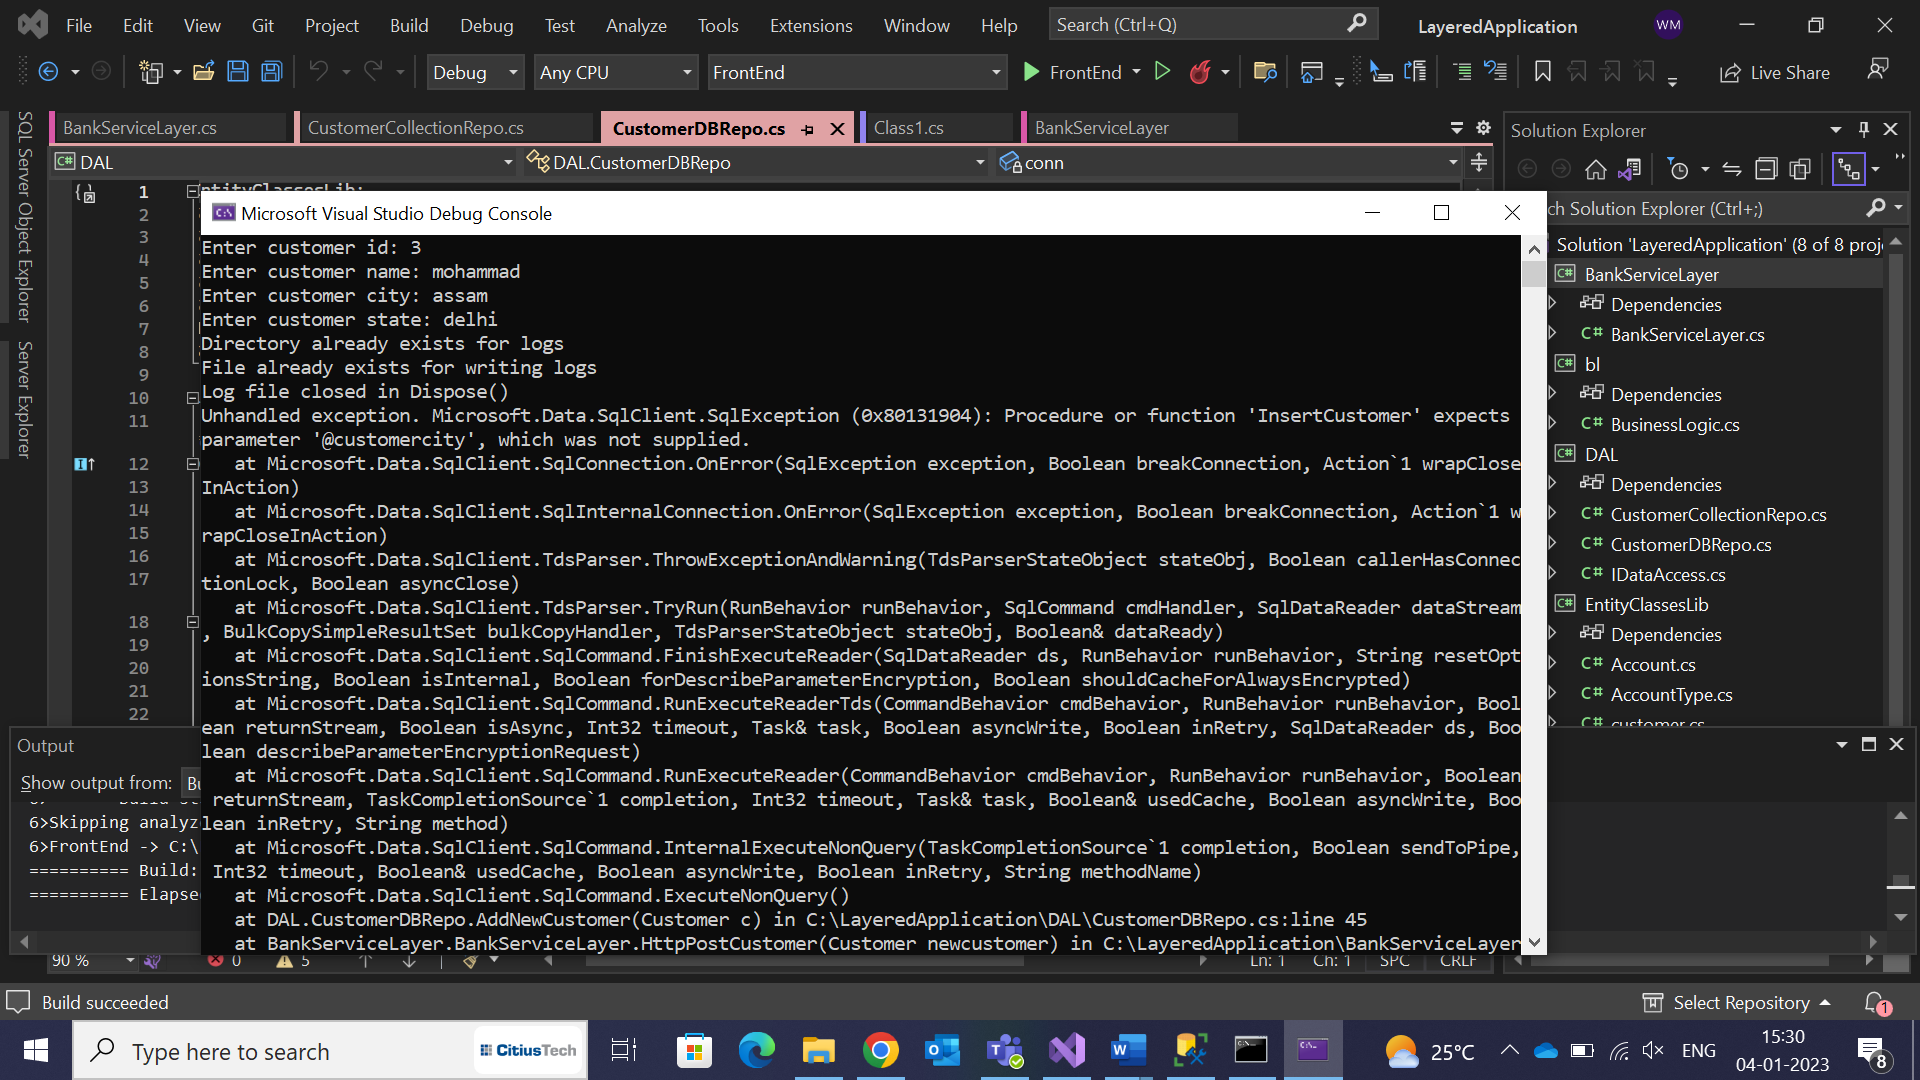 File Edit View Git Project Build Debug Test Analyze Tools Extensions Window Help Search (Ctrl+Q) LayeredApplication WM
Debug Any CPU FrontEnd FrontEnd Live Share
BankServiceLayer.cs CustomerCollectionRepo.cs CustomerDBRepo.cs Class1.cs BankServiceLayer
DAL DAL.CustomerDBRepo conn
SQL Server Object Explorer
Server Explorer
1
2
3
4
5
6
7
8
9
10
11
12
13
14
15
16
17
18
19
20
21
22
Microsoft Visual Studio Debug Console
Enter customer id: 3
Enter customer name: mohammad
Enter customer city: assam
Enter customer state: delhi
Directory already exists for logs
File already exists for writing logs
Log file closed in Dispose()
Unhandled exception. Microsoft.Data.SqlClient.SqlException (0x80131904): Procedure or function 'InsertCustomer' expects
parameter '@customercity', which was not supplied.
at Microsoft.Data.SqlClient.SqlConnection.OnError(SqlException exception, Boolean breakConnection, Action`1 wrapClose
InAction)
at Microsoft.Data.SqlClient.SqlInternalConnection.OnError(SqlException exception, Boolean breakConnection, Action`1 w
rapCloseInAction)
at Microsoft.Data.SqlClient.TdsParser.ThrowExceptionAndWarning(TdsParserStateObject stateObj, Boolean callerHasConnec
tionLock, Boolean asyncClose)
at Microsoft.Data.SqlClient.TdsParser.TryRun(RunBehavior runBehavior, SqlCommand cmdHandler, SqlDataReader dataStream
, BulkCopySimpleResultSet bulkCopyHandler, TdsParserStateObject stateObj, Boolean& dataReady)
at Microsoft.Data.SqlClient.SqlCommand.FinishExecuteReader(SqlDataReader ds, RunBehavior runBehavior, String resetOpt
ionsString, Boolean isInternal, Boolean forDescribeParameterEncryption, Boolean shouldCacheForAlwaysEncrypted)
at Microsoft.Data.SqlClient.SqlCommand.RunExecuteReaderTds(CommandBehavior cmdBehavior, RunBehavior runBehavior, Bool
ean returnStream, Boolean isAsync, Int32 timeout, Task& task, Boolean asyncWrite, Boolean inRetry, SqlDataReader ds, Boo
lean describeParameterEncryptionRequest)
at Microsoft.Data.SqlClient.SqlCommand.RunExecuteReader(CommandBehavior cmdBehavior, RunBehavior runBehavior, Boolean
returnStream, TaskCompletionSource`1 completion, Int32 timeout, Task& task, Boolean& usedCache, Boolean asyncWrite, Boo
lean inRetry, String method)
at Microsoft.Data.SqlClient.SqlCommand.InternalExecuteNonQuery(TaskCompletionSource`1 completion, Boolean sendToPipe,
Int32 timeout, Boolean& usedCache, Boolean asyncWrite, Boolean inRetry, String methodName)
at Microsoft.Data.SqlClient.SqlCommand.ExecuteNonQuery()
at DAL.CustomerDBRepo.AddNewCustomer(Customer c) in C:\LayeredApplication\DAL\CustomerDBRepo.cs:line 45
at BankServiceLayer.BankServiceLayer.HttpPostCustomer(Customer newcustomer) in C:\LayeredApplication\BankServiceLayer
Solution Explorer
ch Solution Explorer (Ctrl+;)
Solution 'LayeredApplication' (8 of 8 proj
BankServiceLayer
Dependencies
C# BankServiceLayer.cs
bl
Dependencies
C# BusinessLogic.cs
DAL
Dependencies
C# CustomerCollectionRepo.cs
C# CustomerDBRepo.cs
C# IDataAccess.cs
EntityClassesLib
Dependencies
C# Account.cs
C# AccountType.cs
C# customer.cs
Output
Show output from: Bu
6>Skipping analyz
6>FrontEnd -> C:\
========== Build:
========== Elapse
90 % 0 5 Ln: 1 Ch: 1 SPC CRLF
Build succeeded Select Repository 1
Type here to search CitiusTech 25°C ENG 15:30
04-01-2023 8